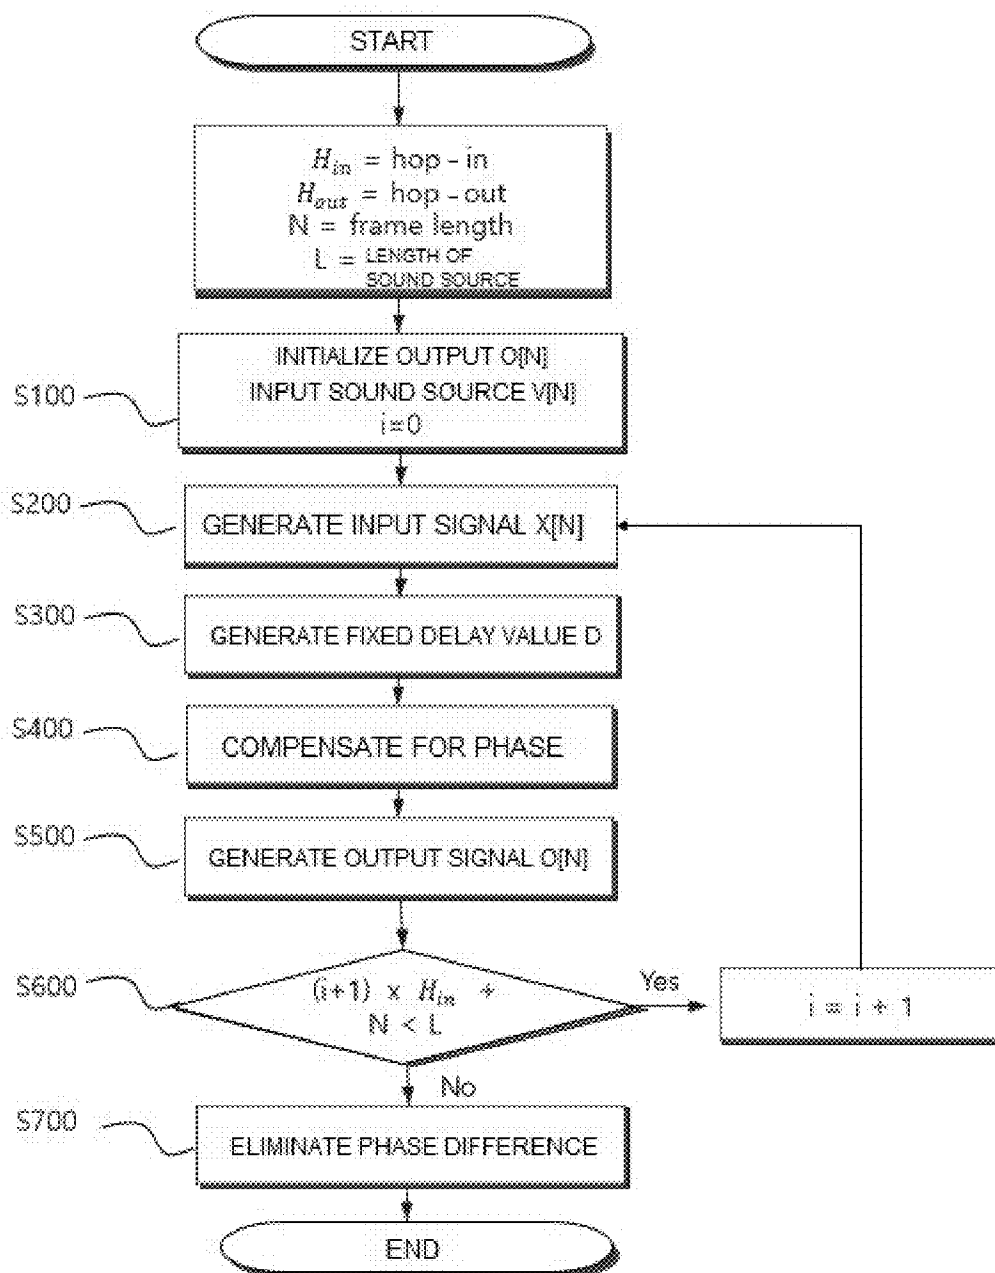 START
H_in = hop - in
H_out = hop - out
N = frame length
L = LENGTH OF
SOUND SOURCE
INITIALIZE OUTPUT O[N]
INPUT SOUND SOURCE V[N]
i=0
S100
S200
GENERATE INPUT SIGNAL X[N]
S300
GENERATE FIXED DELAY VALUE D
S400
COMPENSATE FOR PHASE
S500
GENERATE OUTPUT SIGNAL O[N]
S600
(i+1) x H_in +
N < L
Yes
i = i + 1
No
S700
ELIMINATE PHASE DIFFERENCE
END